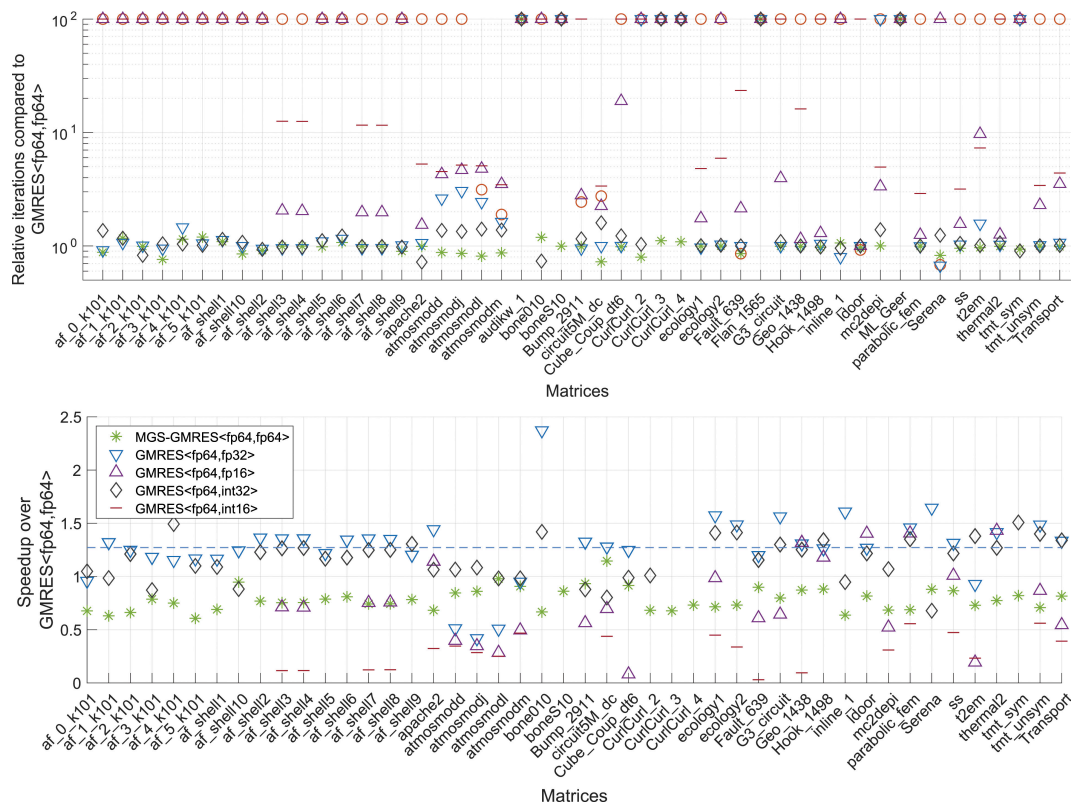 10^2
10^1
10^0
Relative iterations compared to
GMRES<fp64,fp64>
af_0_k101
af_1_k101
af_2_k101
af_3_k101
af_4_k101
af_5_k101
af_shell1
af_shell10
af_shell2
af_shell3
af_shell4
af_shell5
af_shell6
af_shell7
af_shell8
af_shell9
apache2
atmosmodd
atmosmodj
atmosmodl
atmosmodm
audikw_1
bone010
boneS10
Bump_2911
circuit5M_dc
Cube_Coup_dt6
CurlCurl_2
CurlCurl_3
CurlCurl_4
ecology1
ecology2
Fault_639
Flan_1565
G3_circuit
Geo_1438
Hook_1498
inline_1
ldoor
mc2depi
ML_Geer
parabolic_fem
Serena
ss
t2em
thermal2
tmt_sym
tmt_unsym
Transport
Matrices
2.5
2
1.5
1
0.5
0
Speedup over
GMRES<fp64,fp64>
MGS-GMRES<fp64,fp64>
GMRES<fp64,fp32>
GMRES<fp64,fp16>
GMRES<fp64,int32>
GMRES<fp64,int16>
af_0_k101
af_1_k101
af_2_k101
af_3_k101
af_4_k101
af_5_k101
af_shell1
af_shell10
af_shell2
af_shell3
af_shell4
af_shell5
af_shell6
af_shell7
af_shell8
af_shell9
apache2
atmosmodd
atmosmodj
atmosmodl
atmosmodm
bone010
boneS10
Bump_2911
circuit5M_dc
Cube_Coup_dt6
CurlCurl_2
CurlCurl_3
CurlCurl_4
ecology1
ecology2
Fault_639
G3_circuit
Geo_1438
Hook_1498
inline_1
ldoor
mc2depi
parabolic_fem
Serena
ss
t2em
thermal2
tmt_sym
tmt_unsym
Transport
Matrices